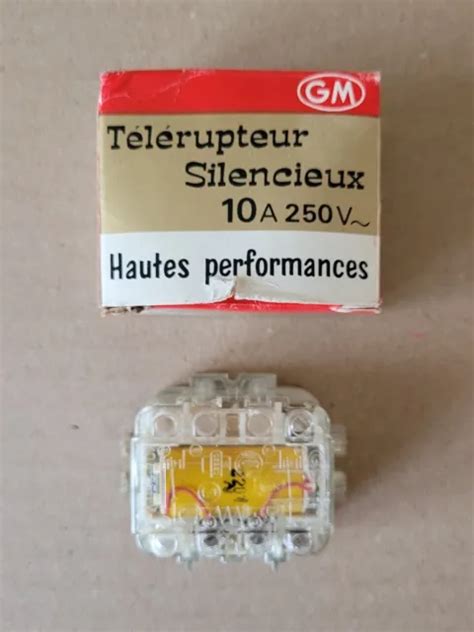 GM
Télérupteur
Silencieux
10A 250V~
Hautes performances